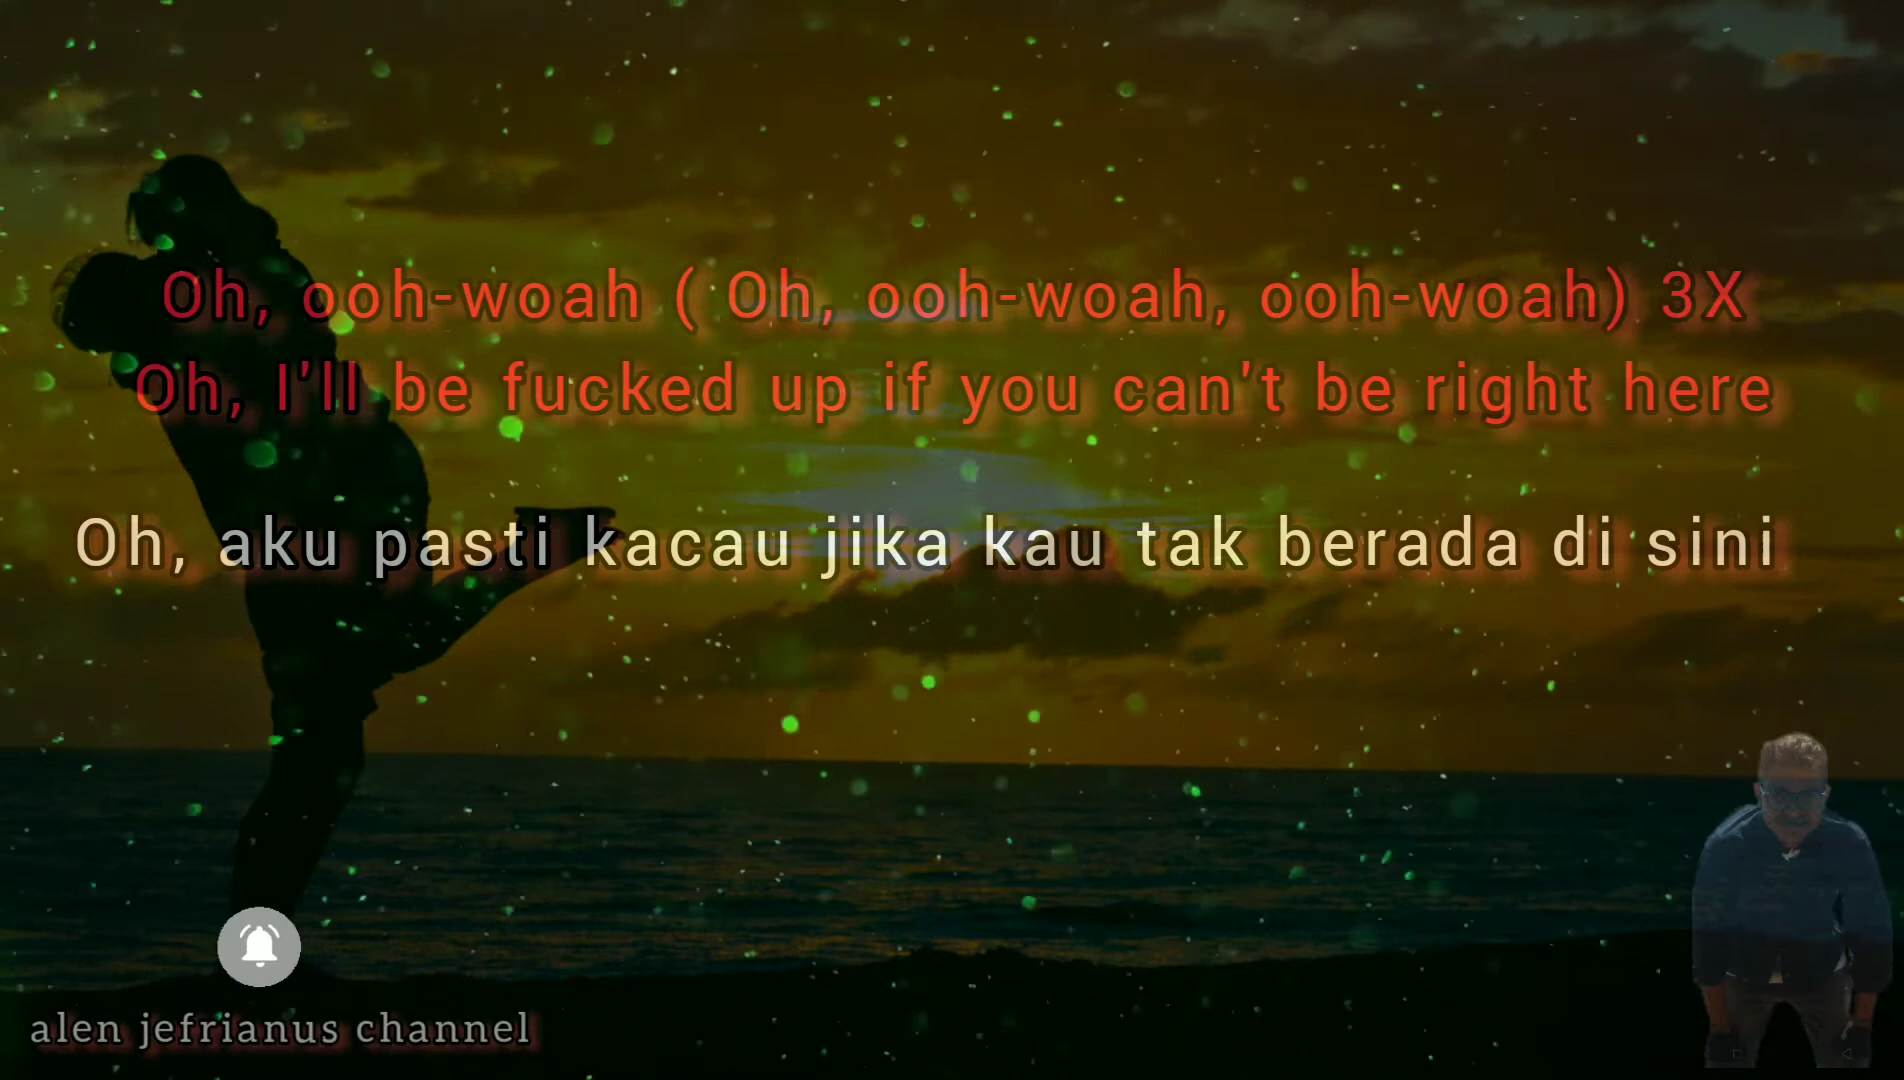 Oh, ooh-woah ( Oh, ooh-woah, ooh-woah) 3X
Oh, I'll be fucked up if you can't be right here
Oh, aku pasti kacau jika kau tak berada di sini
alen jefrianus channel